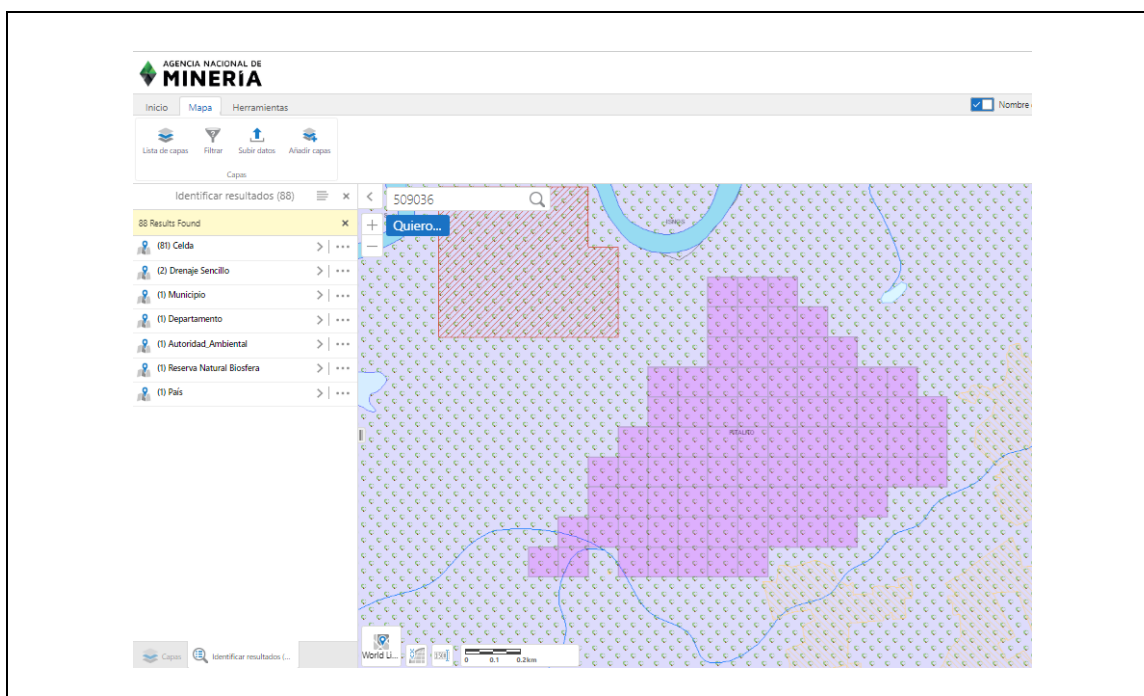 AGENCIA NACIONAL DE
MINERÍA
Inicio Mapa Herramientas
Nombre
Lista de capas Filtrar Subir datos Añadir capas
Capas
Identificar resultados (88)
509036
88 Results Found
Quiero...
(81) Celda
(2) Drenaje Sencillo
(1) Municipio
(1) Departamento
(1) Autoridad_Ambiental
(1) Reserva Natural Biosfera
(1) País
PITALITO
World Li...
0 0.1 0.2km
Capas Identificar resultados (...